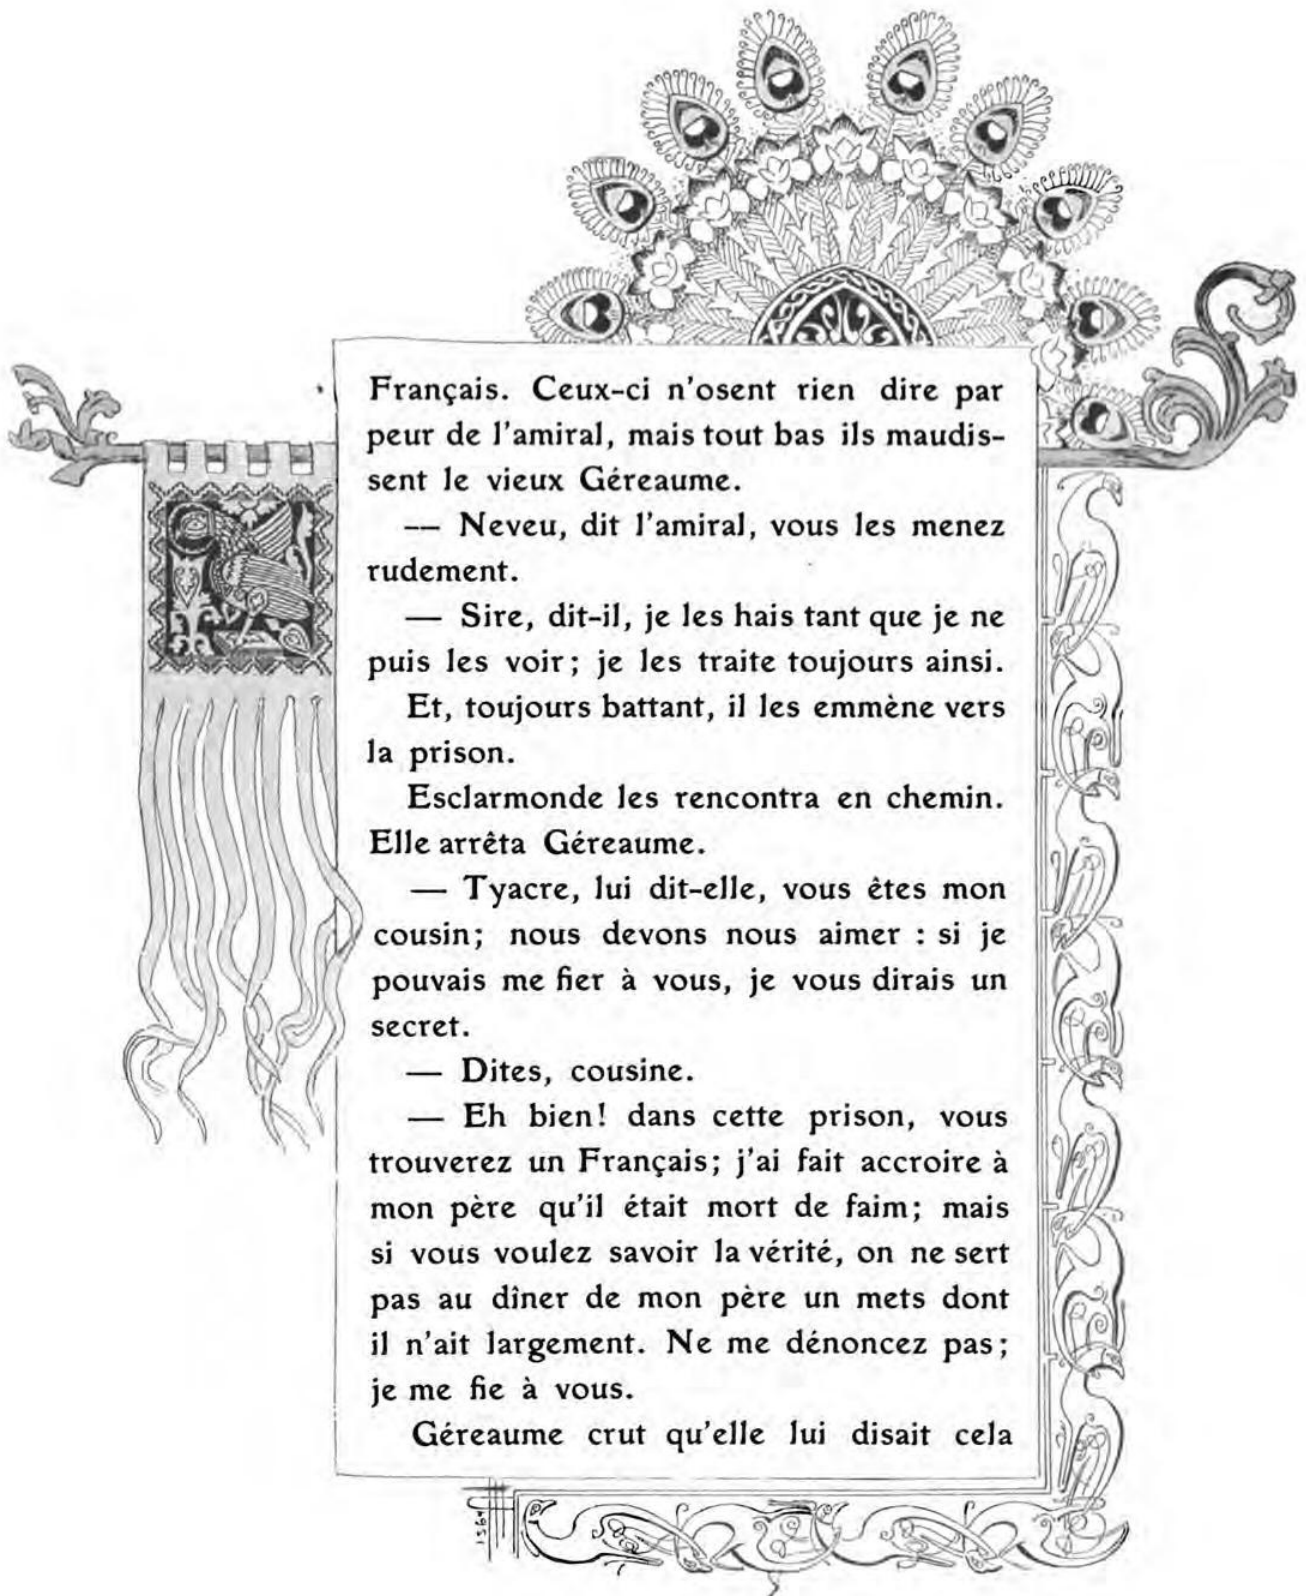 Français. Ceux-ci n'osent rien dire par
peur de l'amiral, mais tout bas ils maudis-
sent le vieux Géreaume.
— Neveu, dit l'amiral, vous les menez
rudement.
— Sire, dit-il, je les hais tant que je ne
puis les voir; je les traite toujours ainsi.
Et, toujours battant, il les emmène vers
la prison.
Esclarmonde les rencontra en chemin.
Elle arrêta Géreaume.
— Tyacre, lui dit-elle, vous êtes mon
cousin; nous devons nous aimer : si je
pouvais me fier à vous, je vous dirais un
secret.
— Dites, cousine.
— Eh bien! dans cette prison, vous
trouverez un Français; j'ai fait accroire à
mon père qu'il était mort de faim; mais
si vous voulez savoir la vérité, on ne sert
pas au dîner de mon père un mets dont
il n'ait largement. Ne me dénoncez pas;
je me fie à vous.
Géreaume crut qu'elle lui disait cela